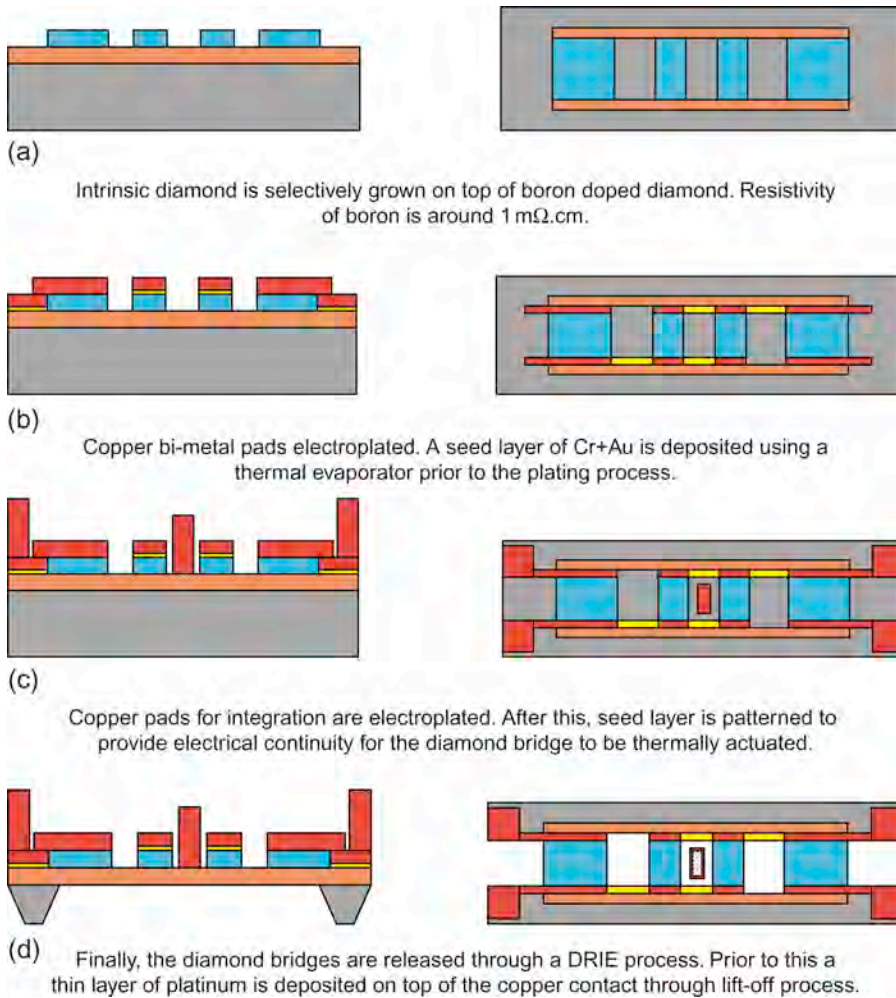 (a)
Intrinsic diamond is selectively grown on top of boron doped diamond. Resistivity
of boron is around 1 mΩ.cm.
(b)
Copper bi-metal pads electroplated. A seed layer of Cr+Au is deposited using a
thermal evaporator prior to the plating process.
(c)
Copper pads for integration are electroplated. After this, seed layer is patterned to
provide electrical continuity for the diamond bridge to be thermally actuated.
(d)
Finally, the diamond bridges are released through a DRIE process. Prior to this a
thin layer of platinum is deposited on top of the copper contact through lift-off process.